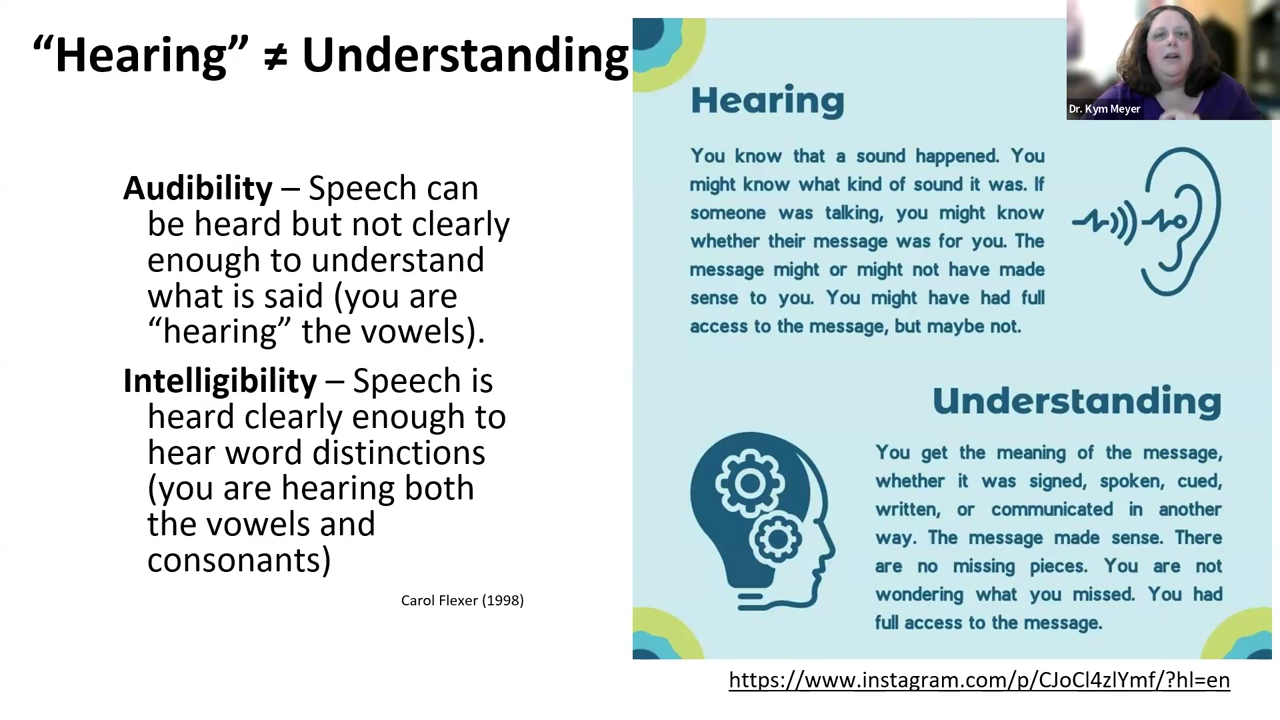 “Hearing” ≠ Understanding
Audibility – Speech can
be heard but not clearly
enough to understand
what is said (you are
“hearing” the vowels).
Intelligibility – Speech is
heard clearly enough to
hear word distinctions
(you are hearing both
the vowels and
consonants)
Carol Flexer (1998)
Hearing
You know that a sound happened. You
might know what kind of sound it was. If
someone was talking, you might know
whether their message was for you. The
message might or might not have made
sense to you. You might have had full
access to the message, but maybe not.
Understanding
You get the meaning of the message,
whether it was signed, spoken, cued,
written, or communicated in another
way. The message made sense. There
are no missing pieces. You are not
wondering what you missed. You had
full access to the message.
https://www.instagram.com/p/CJoCl4zlYmf/?hl=en
Dr. Kym Meyer